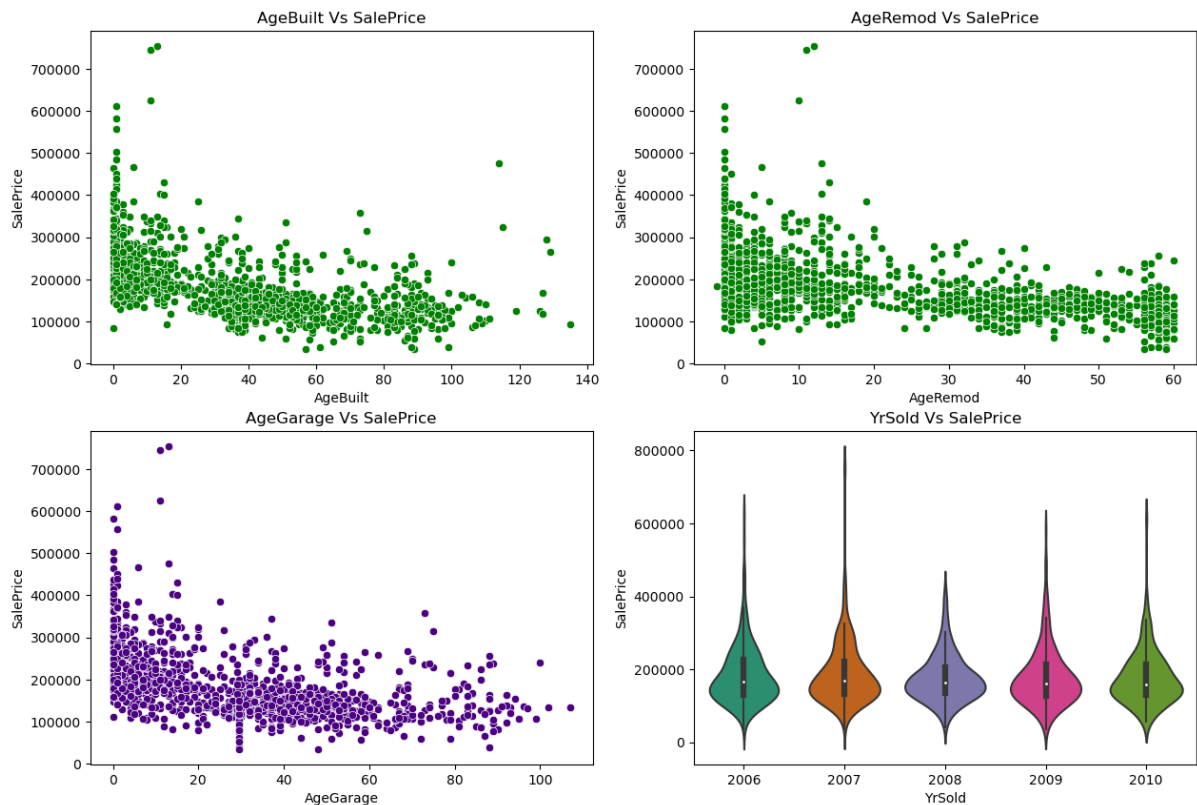 AgeBuilt Vs SalePrice
700000
600000
500000
400000
300000
200000
100000
0
SalePrice
0 20 40 60 80 100 120 140
AgeBuilt
AgeRemod Vs SalePrice
700000
600000
500000
400000
300000
200000
100000
0
SalePrice
0 10 20 30 40 50 60
AgeRemod
AgeGarage Vs SalePrice
700000
600000
500000
400000
300000
200000
100000
0
SalePrice
0 20 40 60 80 100
AgeGarage
YrSold Vs SalePrice
800000
600000
400000
200000
0
SalePrice
2006 2007 2008 2009 2010
YrSold